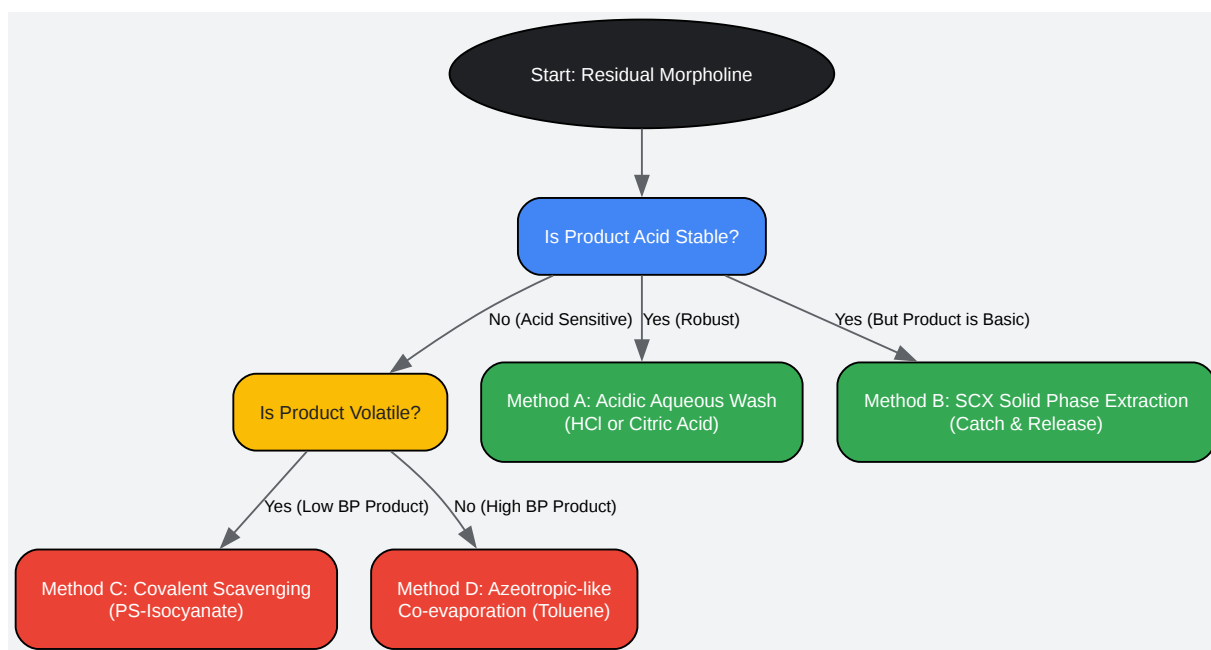 Start: Residual Morpholine
Is Product Acid Stable?
No (Acid Sensitive)
Yes (Robust)
Yes (But Product is Basic)
Is Product Volatile?
Method A: Acidic Aqueous Wash
(HCl or Citric Acid)
Method B: SCX Solid Phase Extraction
(Catch & Release)
Yes (Low BP Product)
No (High BP Product)
Method C: Covalent Scavenging
(PS-Isocyanate)
Method D: Azeotropic-like
Co-evaporation (Toluene)